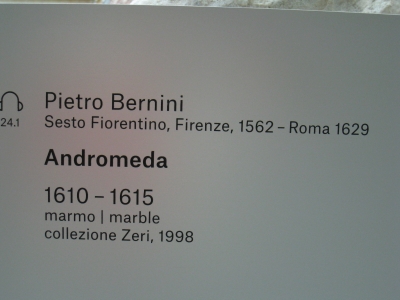 Pietro Bernini
24.1 Sesto Fiorentino, Firenze, 1562 – Roma 1629
Andromeda
1610 – 1615
marmo | marble
collezione Zeri, 1998